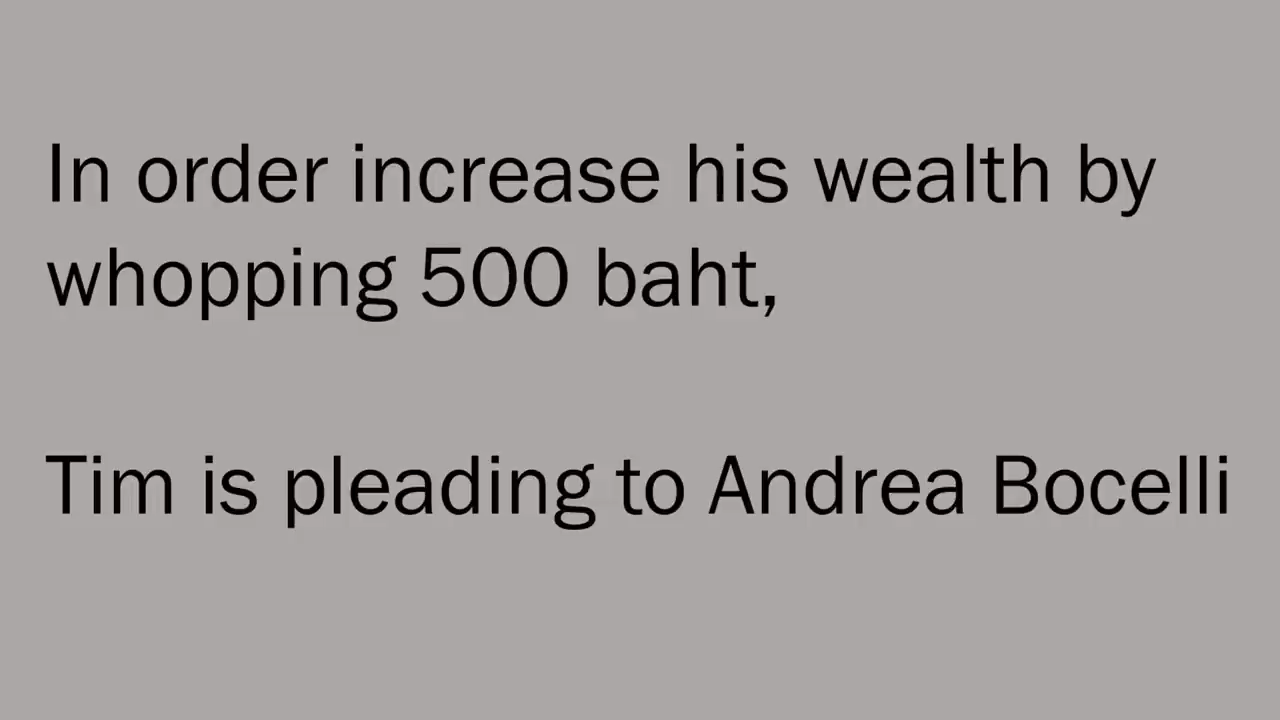 In order increase his wealth by
whopping 500 baht,
Tim is pleading to Andrea Bocelli